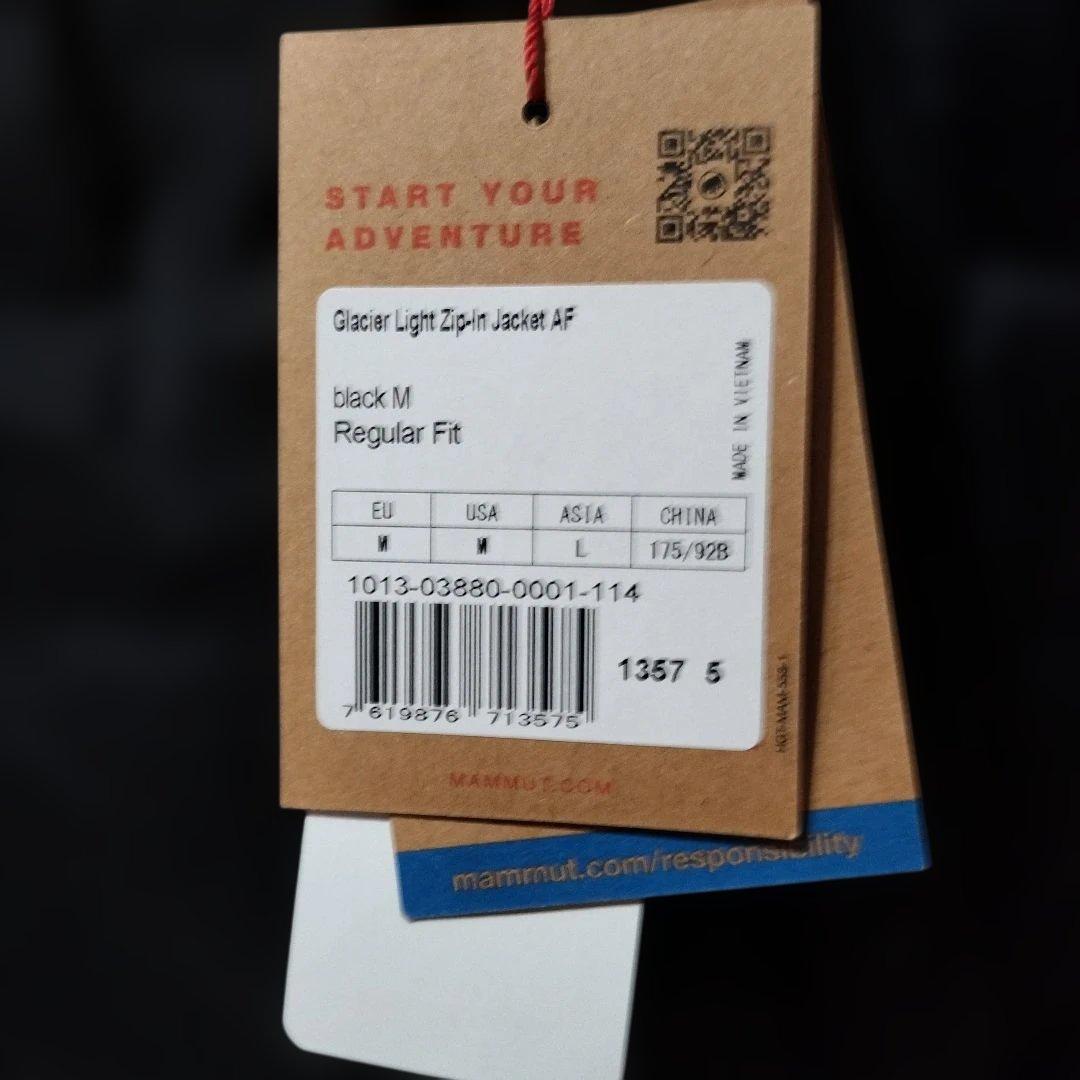 START YOUR
ADVENTURE
Glacier Light Zip-In Jacket AF
black M
Regular Fit
MADE IN VIETNAM
EU USA ASIA CHINA
M M L 175/92B
1013-03880-0001-114
1357 5
7 619876 713575
MAMMUT.COM
mammut.com/responsibility